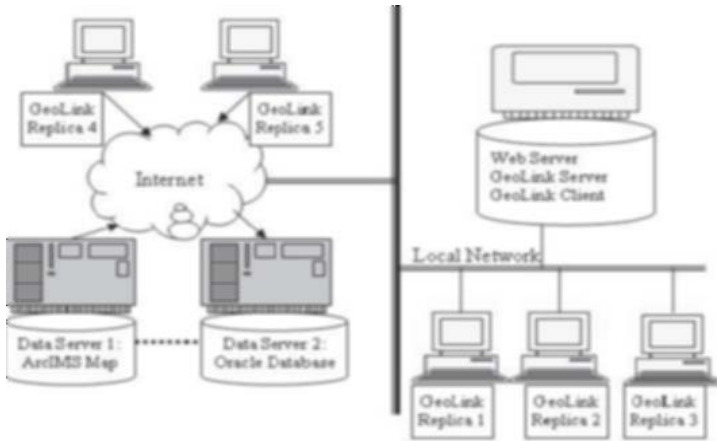 GeoLink
Replica 4
GeoLink
Replica 5
Internet
Web Server
GeoLink Server
GeoLink Client
Local Network
Data Server 1:
ArcIMS Map
Data Server 2:
Oracle Database
GeoLink
Replica 1
GeoLink
Replica 2
GeoLink
Replica 3